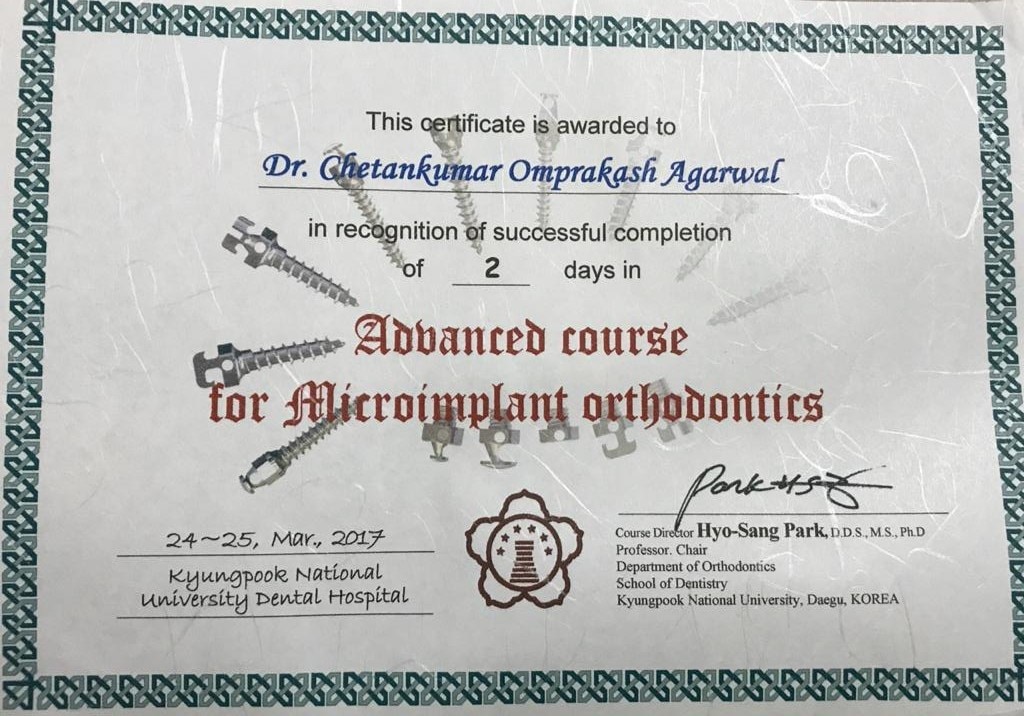 This certificate is awarded to
Dr. Chetankumar Omprakash Agarwal
in recognition of successful completion
of 2 days in
Advanced course
for Microimplant orthodontics
Park HS
24~25, Mar., 2017
Kyungpook National
University Dental Hospital
Course Director Hyo-Sang Park, D.D.S., M.S., Ph.D
Professor. Chair
Department of Orthodontics
School of Dentistry
Kyungpook National University, Daegu, KOREA